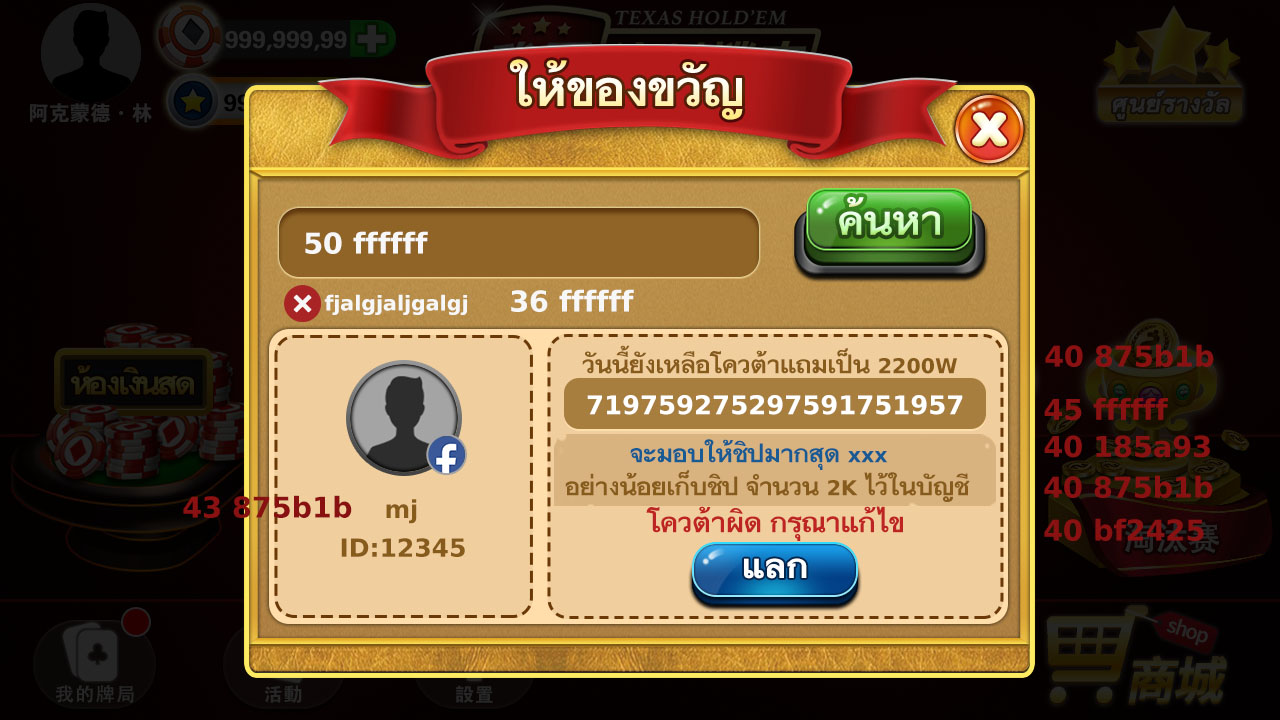 TEXAS HOLD'EM
999,999,99
阿克蒙德·林
ศูนย์รางวัล
ให้ของขวัญ
50 ffffff
ค้นหา
fjalgjaljgalgj
36 ffffff
วันนี้ยังเหลือโควต้าแถมเป็น 2200W
719759275297591751957
จะมอบให้ชิปมากสุด xxx
อย่างน้อยเก็บชิป จำนวน 2K ไว้ในบัญชี
โควต้าผิด กรุณาแก้ไข
แลก
ห้องเงินสด
43 875b1b
mj
ID:12345
40 875b1b
45 ffffff
40 185a93
40 875b1b
40 bf2425
淘汰賽
我的牌局
活動
設置
shop
商城